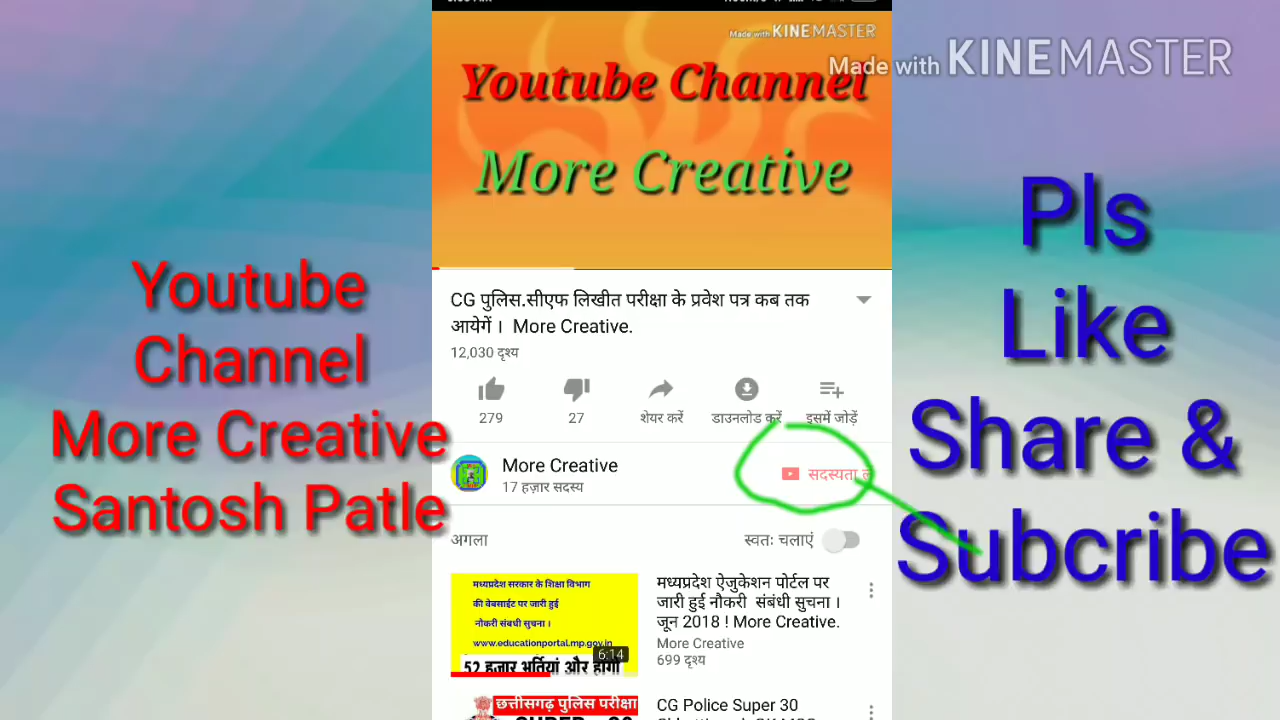 Made with KINEMASTER
Made with KINEMASTER
Youtube Channel
More Creative
Youtube
Channel
More Creative
Santosh Patle
CG पुलिस.सीएफ लिखीत परीक्षा के प्रवेश पत्र कब तक
आयेगें । More Creative.
12,030 दृश्य
279
27
शेयर करें
डाउनलोड करें
इसमें जोड़ें
More Creative
17 हज़ार सदस्य
सदस्यता
अगला
स्वतः चलाएं
मध्यप्रदेश सरकार के शिक्षा विभाग
की वेबसाईट पर जारी हुई
नोकरी संबधी सुचना ।
www.educationportal.mp.gov.in
52 हजार भर्तियां और होगी
6:14
मध्यप्रदेश ऐजुकेशन पोर्टल पर
जारी हुई नौकरी संबंधी सुचना ।
जून 2018 ! More Creative.
More Creative
699 दृश्य
छत्तीसगढ़ पुलिस परीक्षा
CG Police Super 30
Pls
Like
Share &
Subcribe